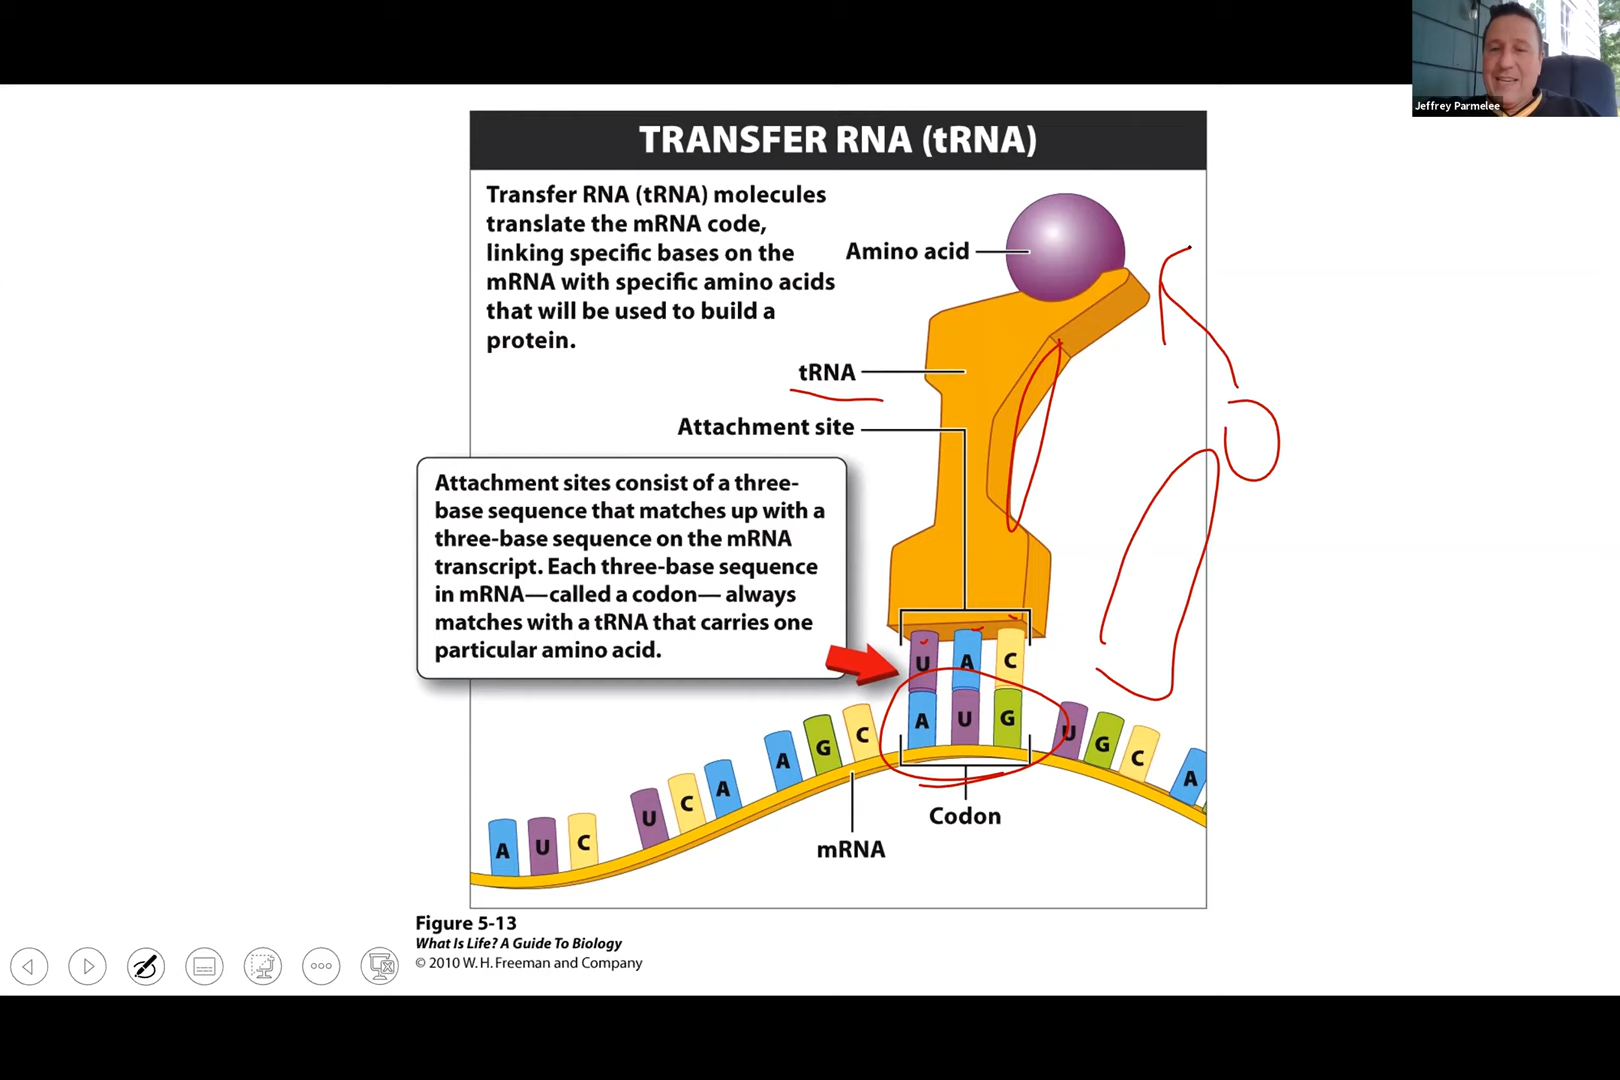 Jeffrey Parmelee
TRANSFER RNA (tRNA)
Transfer RNA (tRNA) molecules
translate the mRNA code,
linking specific bases on the
mRNA with specific amino acids
that will be used to build a
protein.
Amino acid
tRNA
Attachment site
Attachment sites consist of a three-
base sequence that matches up with a
three-base sequence on the mRNA
transcript. Each three-base sequence
in mRNA—called a codon— always
matches with a tRNA that carries one
particular amino acid.
U A C
A U C U C A A G C A U G U G C A
Codon
mRNA
Figure 5-13
What Is Life? A Guide To Biology
© 2010 W. H. Freeman and Company